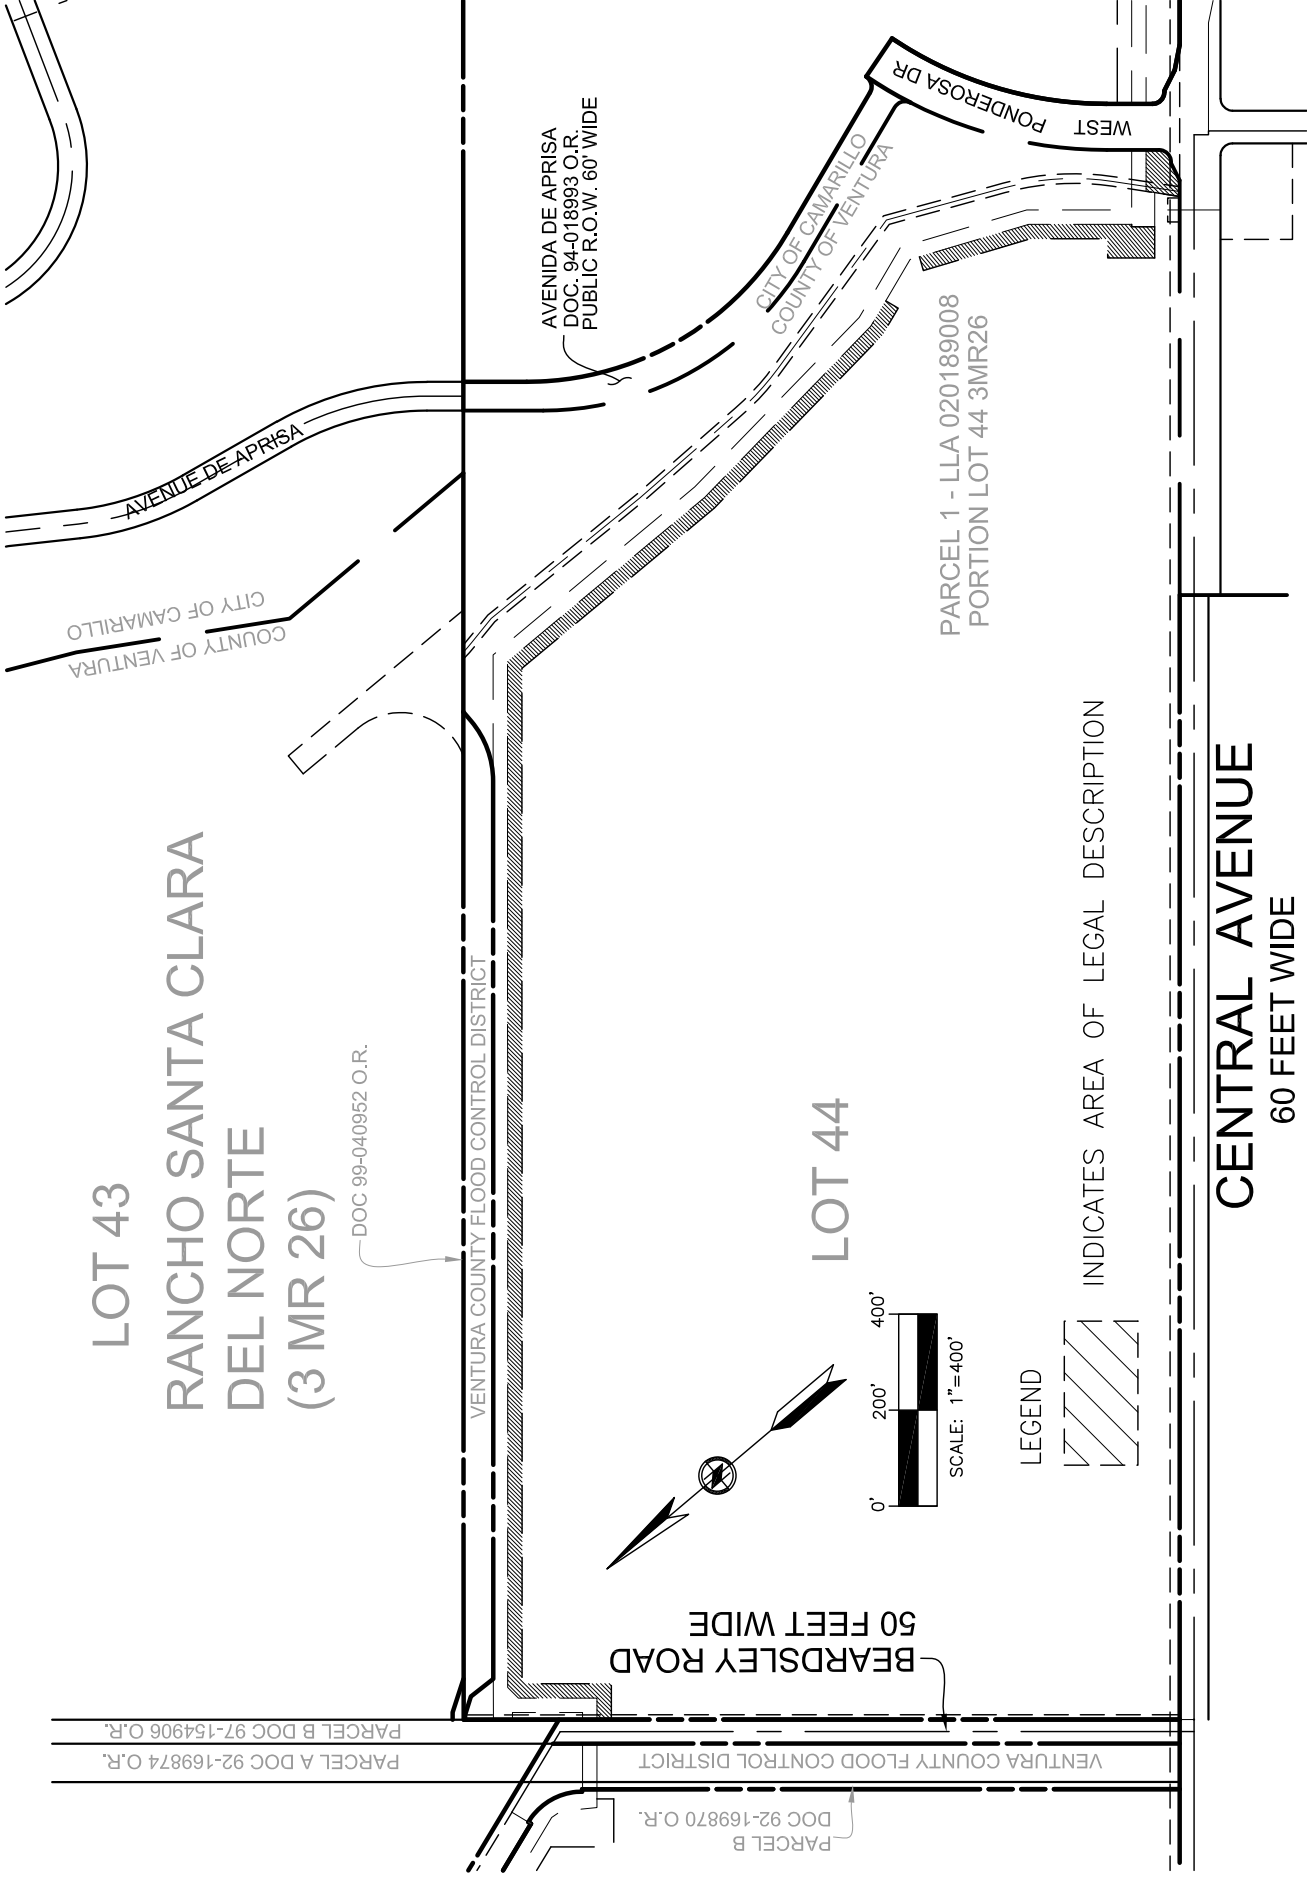 LOT 43
RANCHO SANTA CLARA
DEL NORTE
(3 MR 26)
DOC 99-040952 O.R.
VENTURA COUNTY FLOOD CONTROL DISTRICT
CITY OF CAMARILLO
COUNTY OF VENTURA
AVENUE DE APRISA
AVENIDA DE APRISA
DOC. 94-018993 O.R.
PUBLIC R.O.W. 60' WIDE
CITY OF CAMARILLO
COUNTY OF VENTURA
WEST PONDEROSA DR
PARCEL 1 - LLA 020189008
PORTION LOT 44 3MR26
LOT 44
0' 200' 400'
SCALE: 1"=400'
LEGEND
INDICATES AREA OF LEGAL DESCRIPTION
CENTRAL AVENUE
60 FEET WIDE
BEARDSLEY ROAD
50 FEET WIDE
PARCEL B DOC 97-154906 O.R.
PARCEL A DOC 92-169874 O.R.
VENTURA COUNTY FLOOD CONTROL DISTRICT
PARCEL B
DOC 92-169870 O.R.